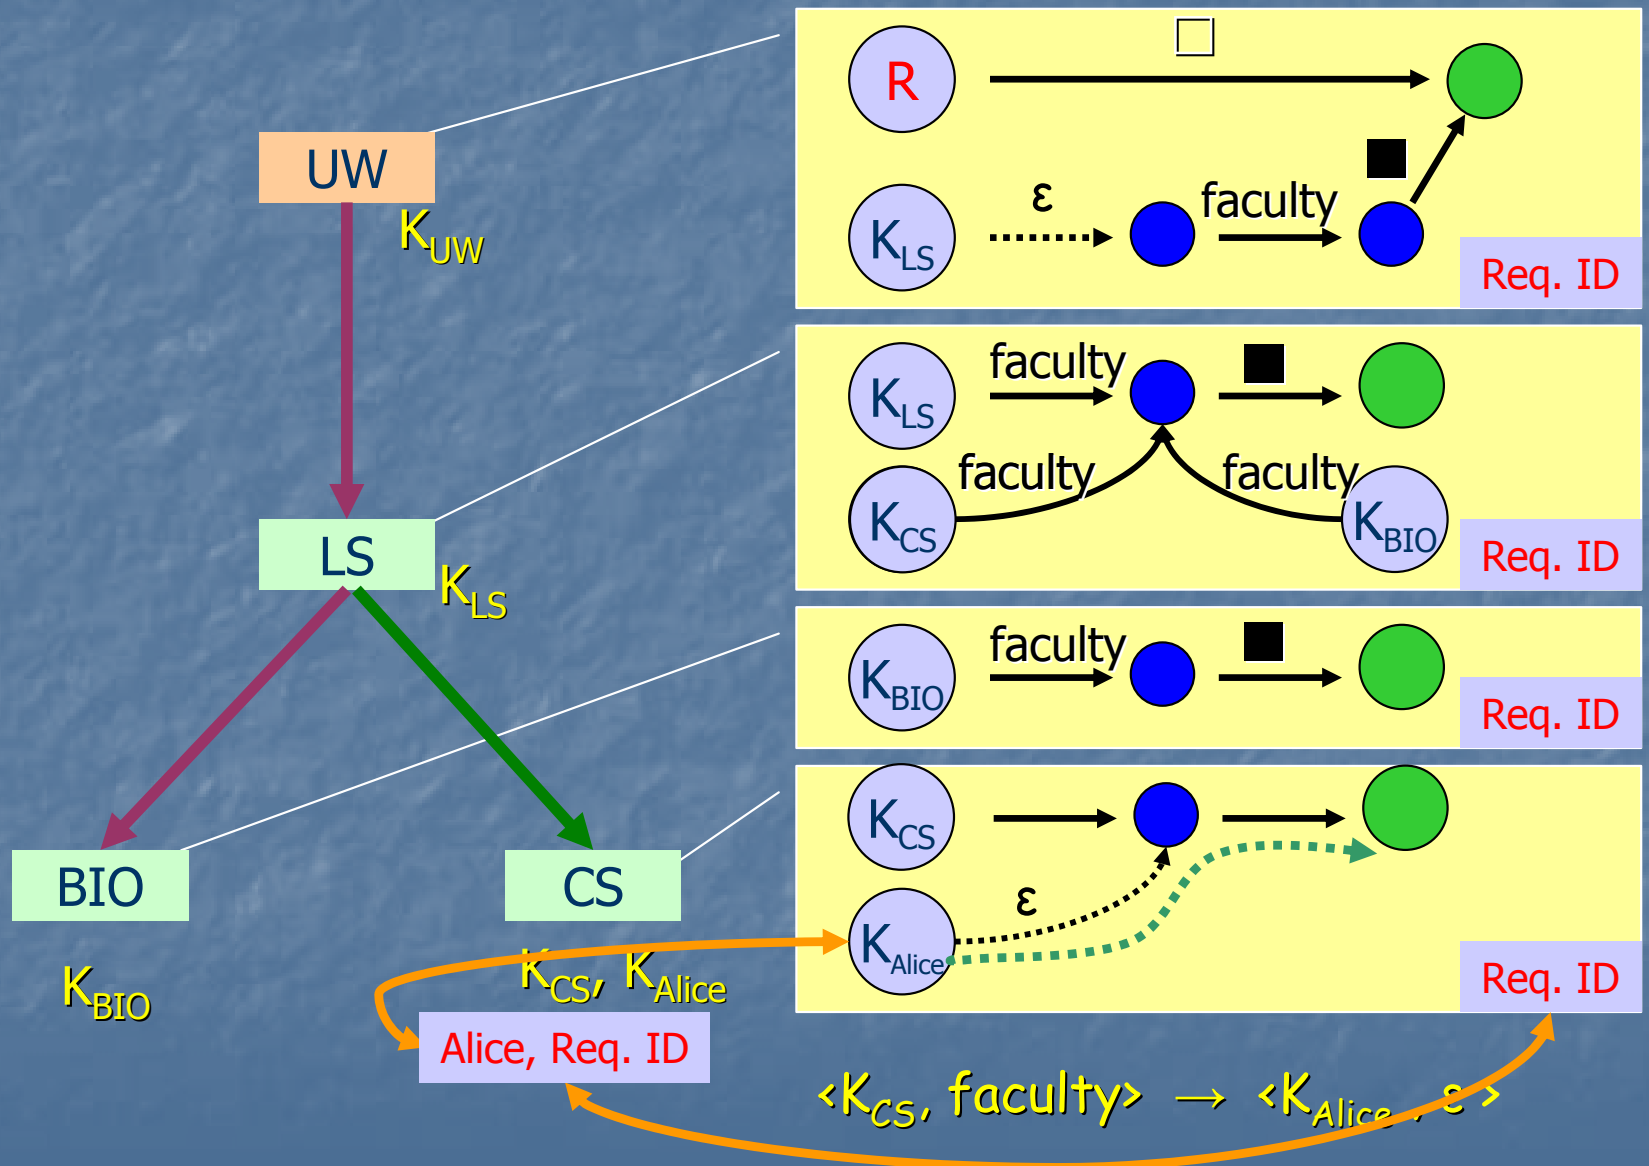 UW
K_UW
LS
K_LS
BIO
K_BIO
CS
K_CS, K_Alice
Alice, Req. ID
R
□
K_LS
ε
faculty
■
Req. ID
K_LS
faculty
■
K_CS
faculty
faculty
K_BIO
Req. ID
K_BIO
faculty
■
Req. ID
K_CS
K_Alice
ε
Req. ID
<K_CS, faculty> → <K_Alice, ε>